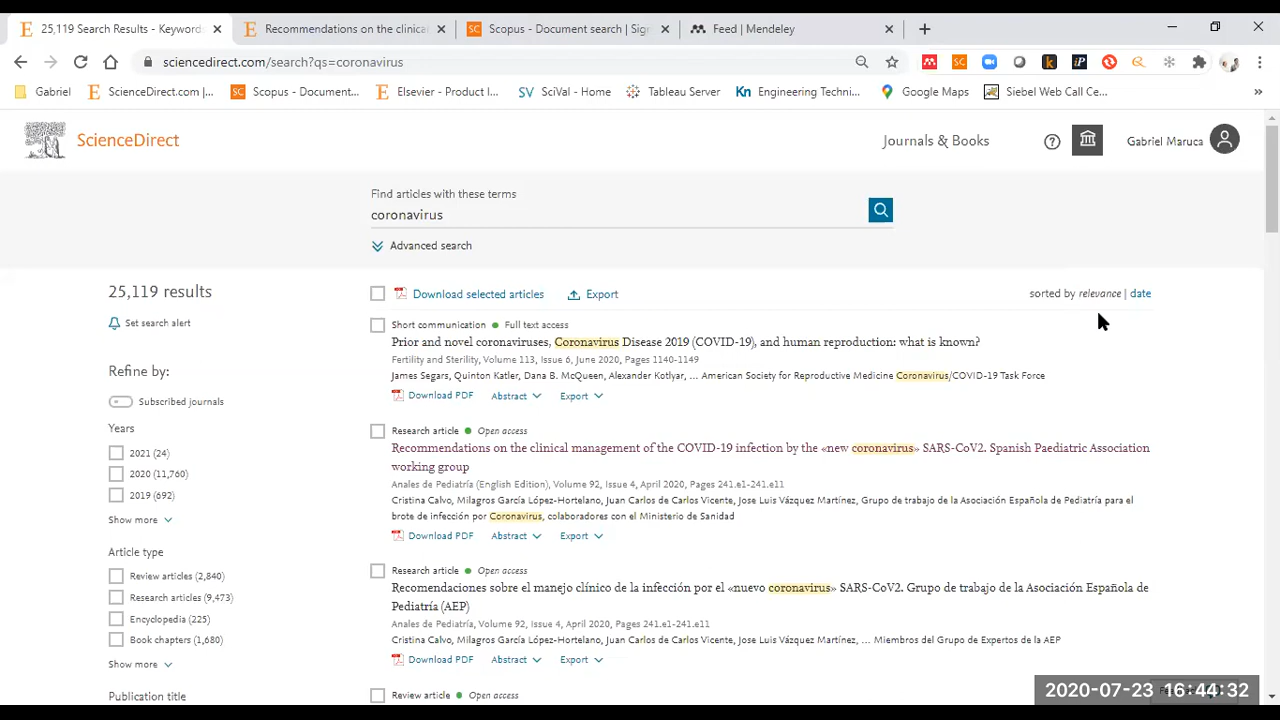 25,119 Search Results - Keywords
Recommendations on the clinical
Scopus - Document search | Sig
Feed | Mendeley
sciencedirect.com/search?qs=coronavirus
Gabriel
ScienceDirect.com |...
Scopus - Document...
Elsevier - Product I...
SciVal - Home
Tableau Server
Kn Engineering Techni...
Google Maps
Siebel Web Call Ce...
ScienceDirect
Journals & Books
Gabriel Maruca
Find articles with these terms
coronavirus
Advanced search
25,119 results
Set search alert
Refine by:
Subscribed journals
Years
2021 (24)
2020 (11,760)
2019 (692)
Show more
Article type
Review articles (2,840)
Research articles (9,473)
Encyclopedia (225)
Book chapters (1,680)
Show more
Publication title
Download selected articles
Export
sorted by relevance | date
Short communication Full text access
Prior and novel coronaviruses, Coronavirus Disease 2019 (COVID-19), and human reproduction: what is known?
Fertility and Sterility, Volume 113, Issue 6, June 2020, Pages 1140-1149
James Segars, Quinton Katler, Dana B. McQueen, Alexander Kotlyar, ... American Society for Reproductive Medicine Coronavirus/COVID-19 Task Force
Download PDF Abstract Export
Research article Open access
Recommendations on the clinical management of the COVID-19 infection by the «new coronavirus» SARS-CoV2. Spanish Paediatric Association
working group
Anales de Pediatría (English Edition), Volume 92, Issue 4, April 2020, Pages 241.e1-241.e11
Cristina Calvo, Milagros García López-Hortelano, Juan Carlos de Carlos Vicente, Jose Luis Vázquez Martínez, Grupo de trabajo de la Asociación Española de Pediatría para el
brote de infección por Coronavirus, colaboradores con el Ministerio de Sanidad
Download PDF Abstract Export
Research article Open access
Recomendaciones sobre el manejo clínico de la infección por el «nuevo coronavirus» SARS-CoV2. Grupo de trabajo de la Asociación Española de
Pediatría (AEP)
Anales de Pediatría, Volume 92, Issue 4, April 2020, Pages 241.e1-241.e11
Cristina Calvo, Milagros García López-Hortelano, Juan Carlos de Carlos Vicente, Jose Luis Vázquez Martínez, ... Miembros del Grupo de Expertos de la AEP
Download PDF Abstract Export
Review article Open access
2020-07-23 16:44:32